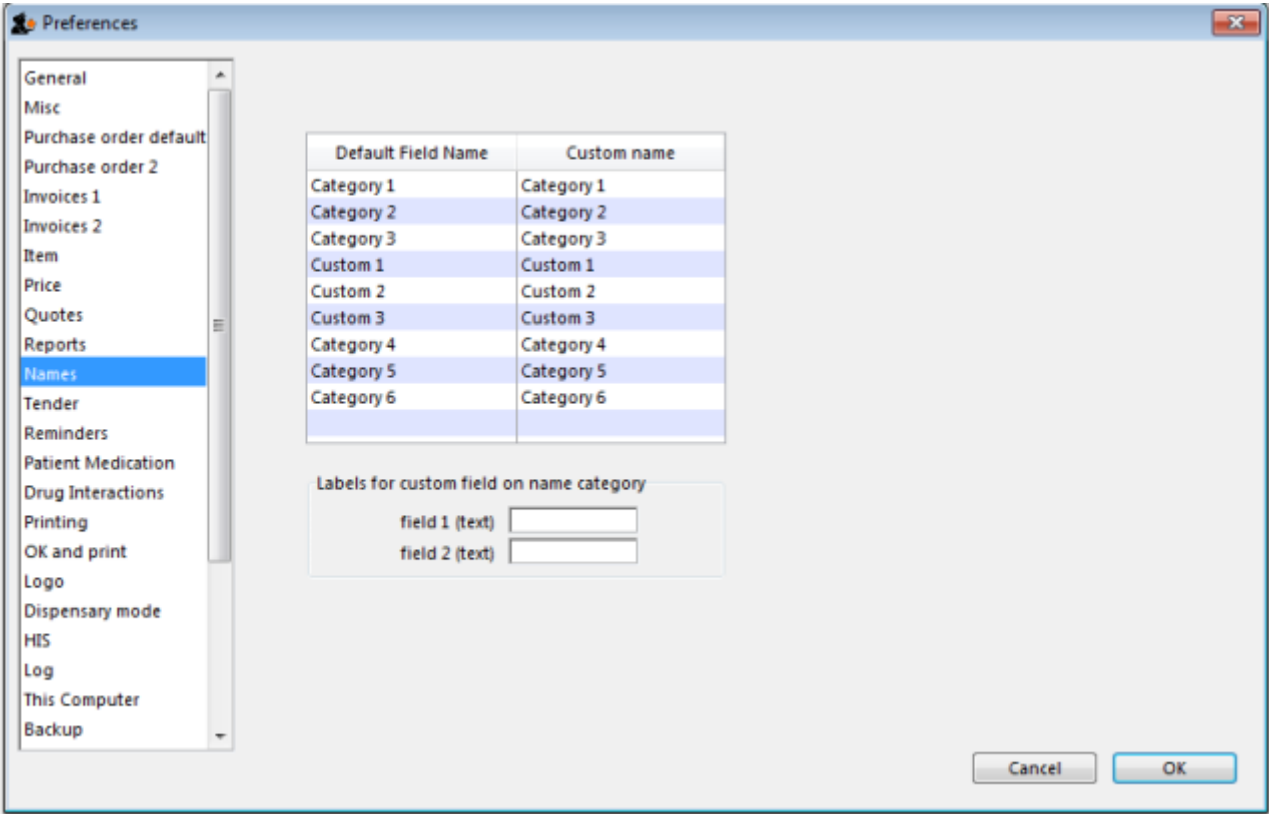 Preferences
General
Misc
Purchase order default
Purchase order 2
Invoices 1
Invoices 2
Item
Price
Quotes
Reports
Names
Tender
Reminders
Patient Medication
Drug Interactions
Printing
OK and print
Logo
Dispensary mode
HIS
Log
This Computer
Backup
Default Field Name Custom name
Category 1 Category 1
Category 2 Category 2
Category 3 Category 3
Custom 1 Custom 1
Custom 2 Custom 2
Custom 3 Custom 3
Category 4 Category 4
Category 5 Category 5
Category 6 Category 6
Labels for custom field on name category
field 1 (text)
field 2 (text)
Cancel OK